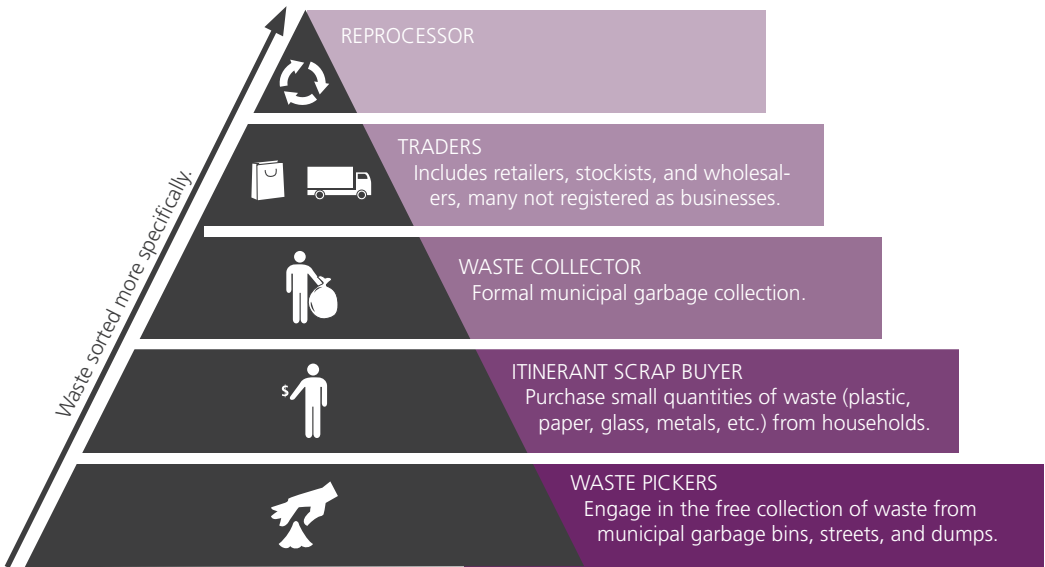 REPROCESSOR
TRADERS
Includes retailers, stockists, and wholesal-
ers, many not registered as businesses.
WASTE COLLECTOR
Formal municipal garbage collection.
ITINERANT SCRAP BUYER
Purchase small quantities of waste (plastic,
paper, glass, metals, etc.) from households.
$
WASTE PICKERS
Engage in the free collection of waste from
municipal garbage bins, streets, and dumps.
Waste sorted more specifically.